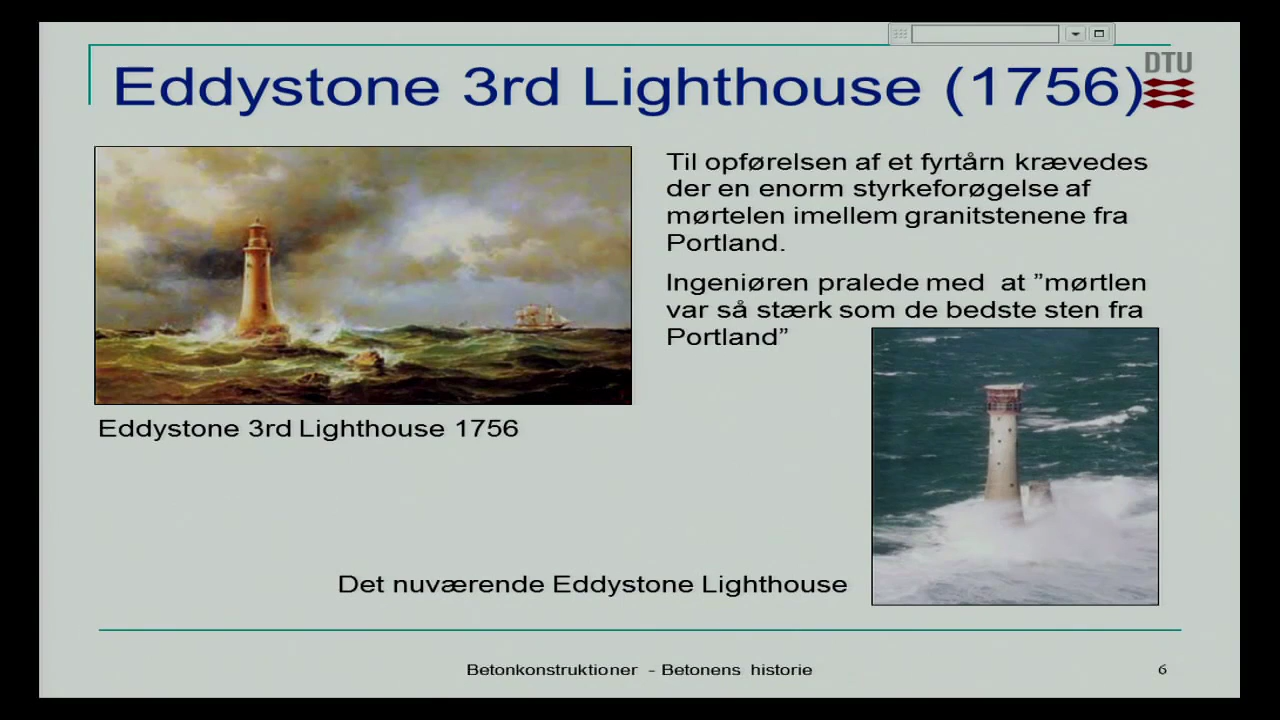 Eddystone 3rd Lighthouse (1756)
DTU
Til opførelsen af et fyrtårn krævedes
der en enorm styrkeforøgelse af
mørtelen imellem granitstenene fra
Portland.
Ingeniøren pralede med at ”mørtlen
var så stærk som de bedste sten fra
Portland”
Eddystone 3rd Lighthouse 1756
Det nuværende Eddystone Lighthouse
Betonkonstruktioner - Betonens historie
6